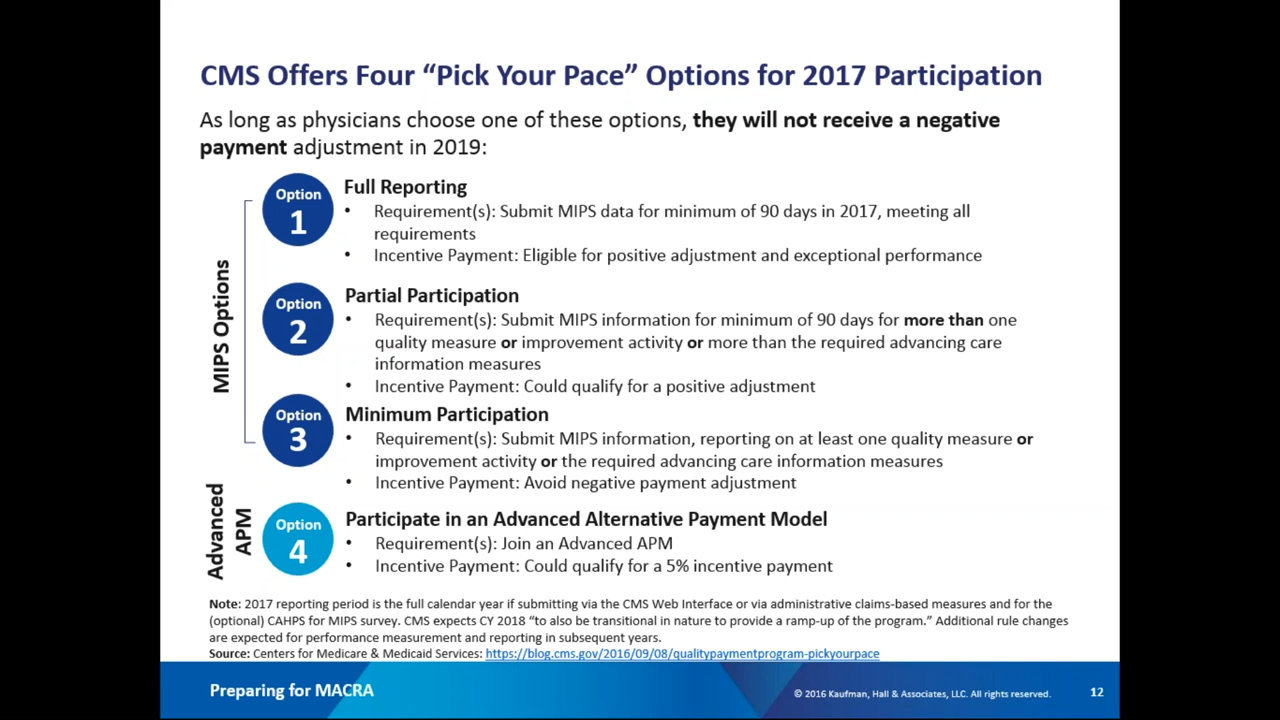 CMS Offers Four “Pick Your Pace” Options for 2017 Participation
As long as physicians choose one of these options, they will not receive a negative
payment adjustment in 2019:
MIPS Options
Option
1
Full Reporting
• Requirement(s): Submit MIPS data for minimum of 90 days in 2017, meeting all
requirements
• Incentive Payment: Eligible for positive adjustment and exceptional performance
Option
2
Partial Participation
• Requirement(s): Submit MIPS information for minimum of 90 days for more than one
quality measure or improvement activity or more than the required advancing care
information measures
• Incentive Payment: Could qualify for a positive adjustment
Option
3
Minimum Participation
• Requirement(s): Submit MIPS information, reporting on at least one quality measure or
improvement activity or the required advancing care information measures
• Incentive Payment: Avoid negative payment adjustment
Advanced
APM
Option
4
Participate in an Advanced Alternative Payment Model
• Requirement(s): Join an Advanced APM
• Incentive Payment: Could qualify for a 5% incentive payment
Note: 2017 reporting period is the full calendar year if submitting via the CMS Web Interface or via administrative claims-based measures and for the
(optional) CAHPS for MIPS survey. CMS expects CY 2018 “to also be transitional in nature to provide a ramp-up of the program.” Additional rule changes
are expected for performance measurement and reporting in subsequent years.
Source: Centers for Medicare & Medicaid Services: https://blog.cms.gov/2016/09/08/qualitypaymentprogram-pickyourpace
Preparing for MACRA
© 2016 Kaufman, Hall & Associates, LLC. All rights reserved.
12